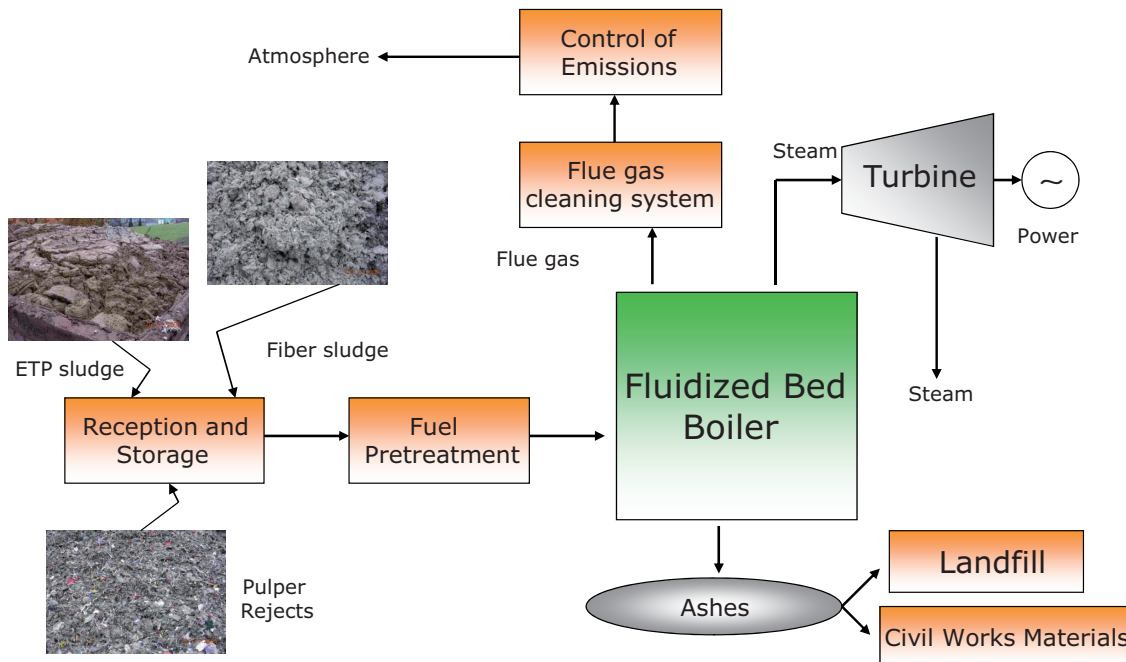 Control of
Emissions
Atmosphere
Flue gas
cleaning system
Steam
Turbine
~
Power
Flue gas
ETP sludge
Fiber sludge
Fluidized Bed
Boiler
Steam
Reception and
Storage
Fuel
Pretreatment
Pulper
Rejects
Ashes
Landfill
Civil Works Materials